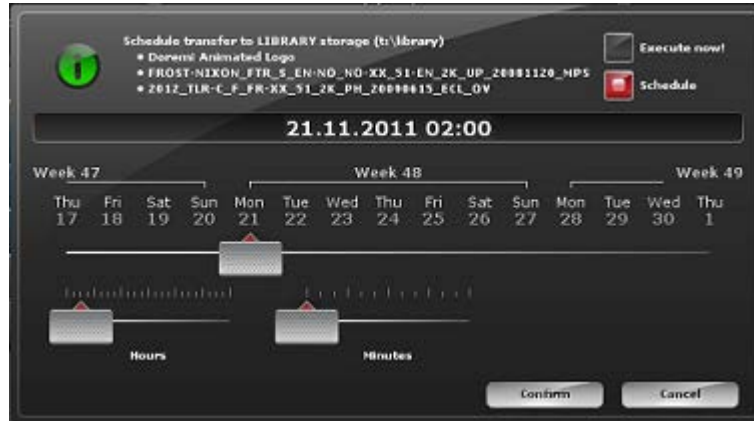 Schedule transfer to LIBRARY storage (t:\library)
• Doremi Animated Logo
• FROST-NIXON_FTR_S_EN-NO_NO-XX_51-EN_2K_UP_20081120_MPS
• 2012_TLR-C_F_FR-XX_51_2K_PH_20090615_ECL_OV
Execute now!
Schedule
21.11.2011 02:00
Week 47 Week 48 Week 49
Thu Fri Sat Sun Mon Tue Wed Thu Fri Sat Sun Mon Tue Wed Thu
17 18 19 20 21 22 23 24 25 26 27 28 29 30 1
Hours Minutes
Confirm Cancel